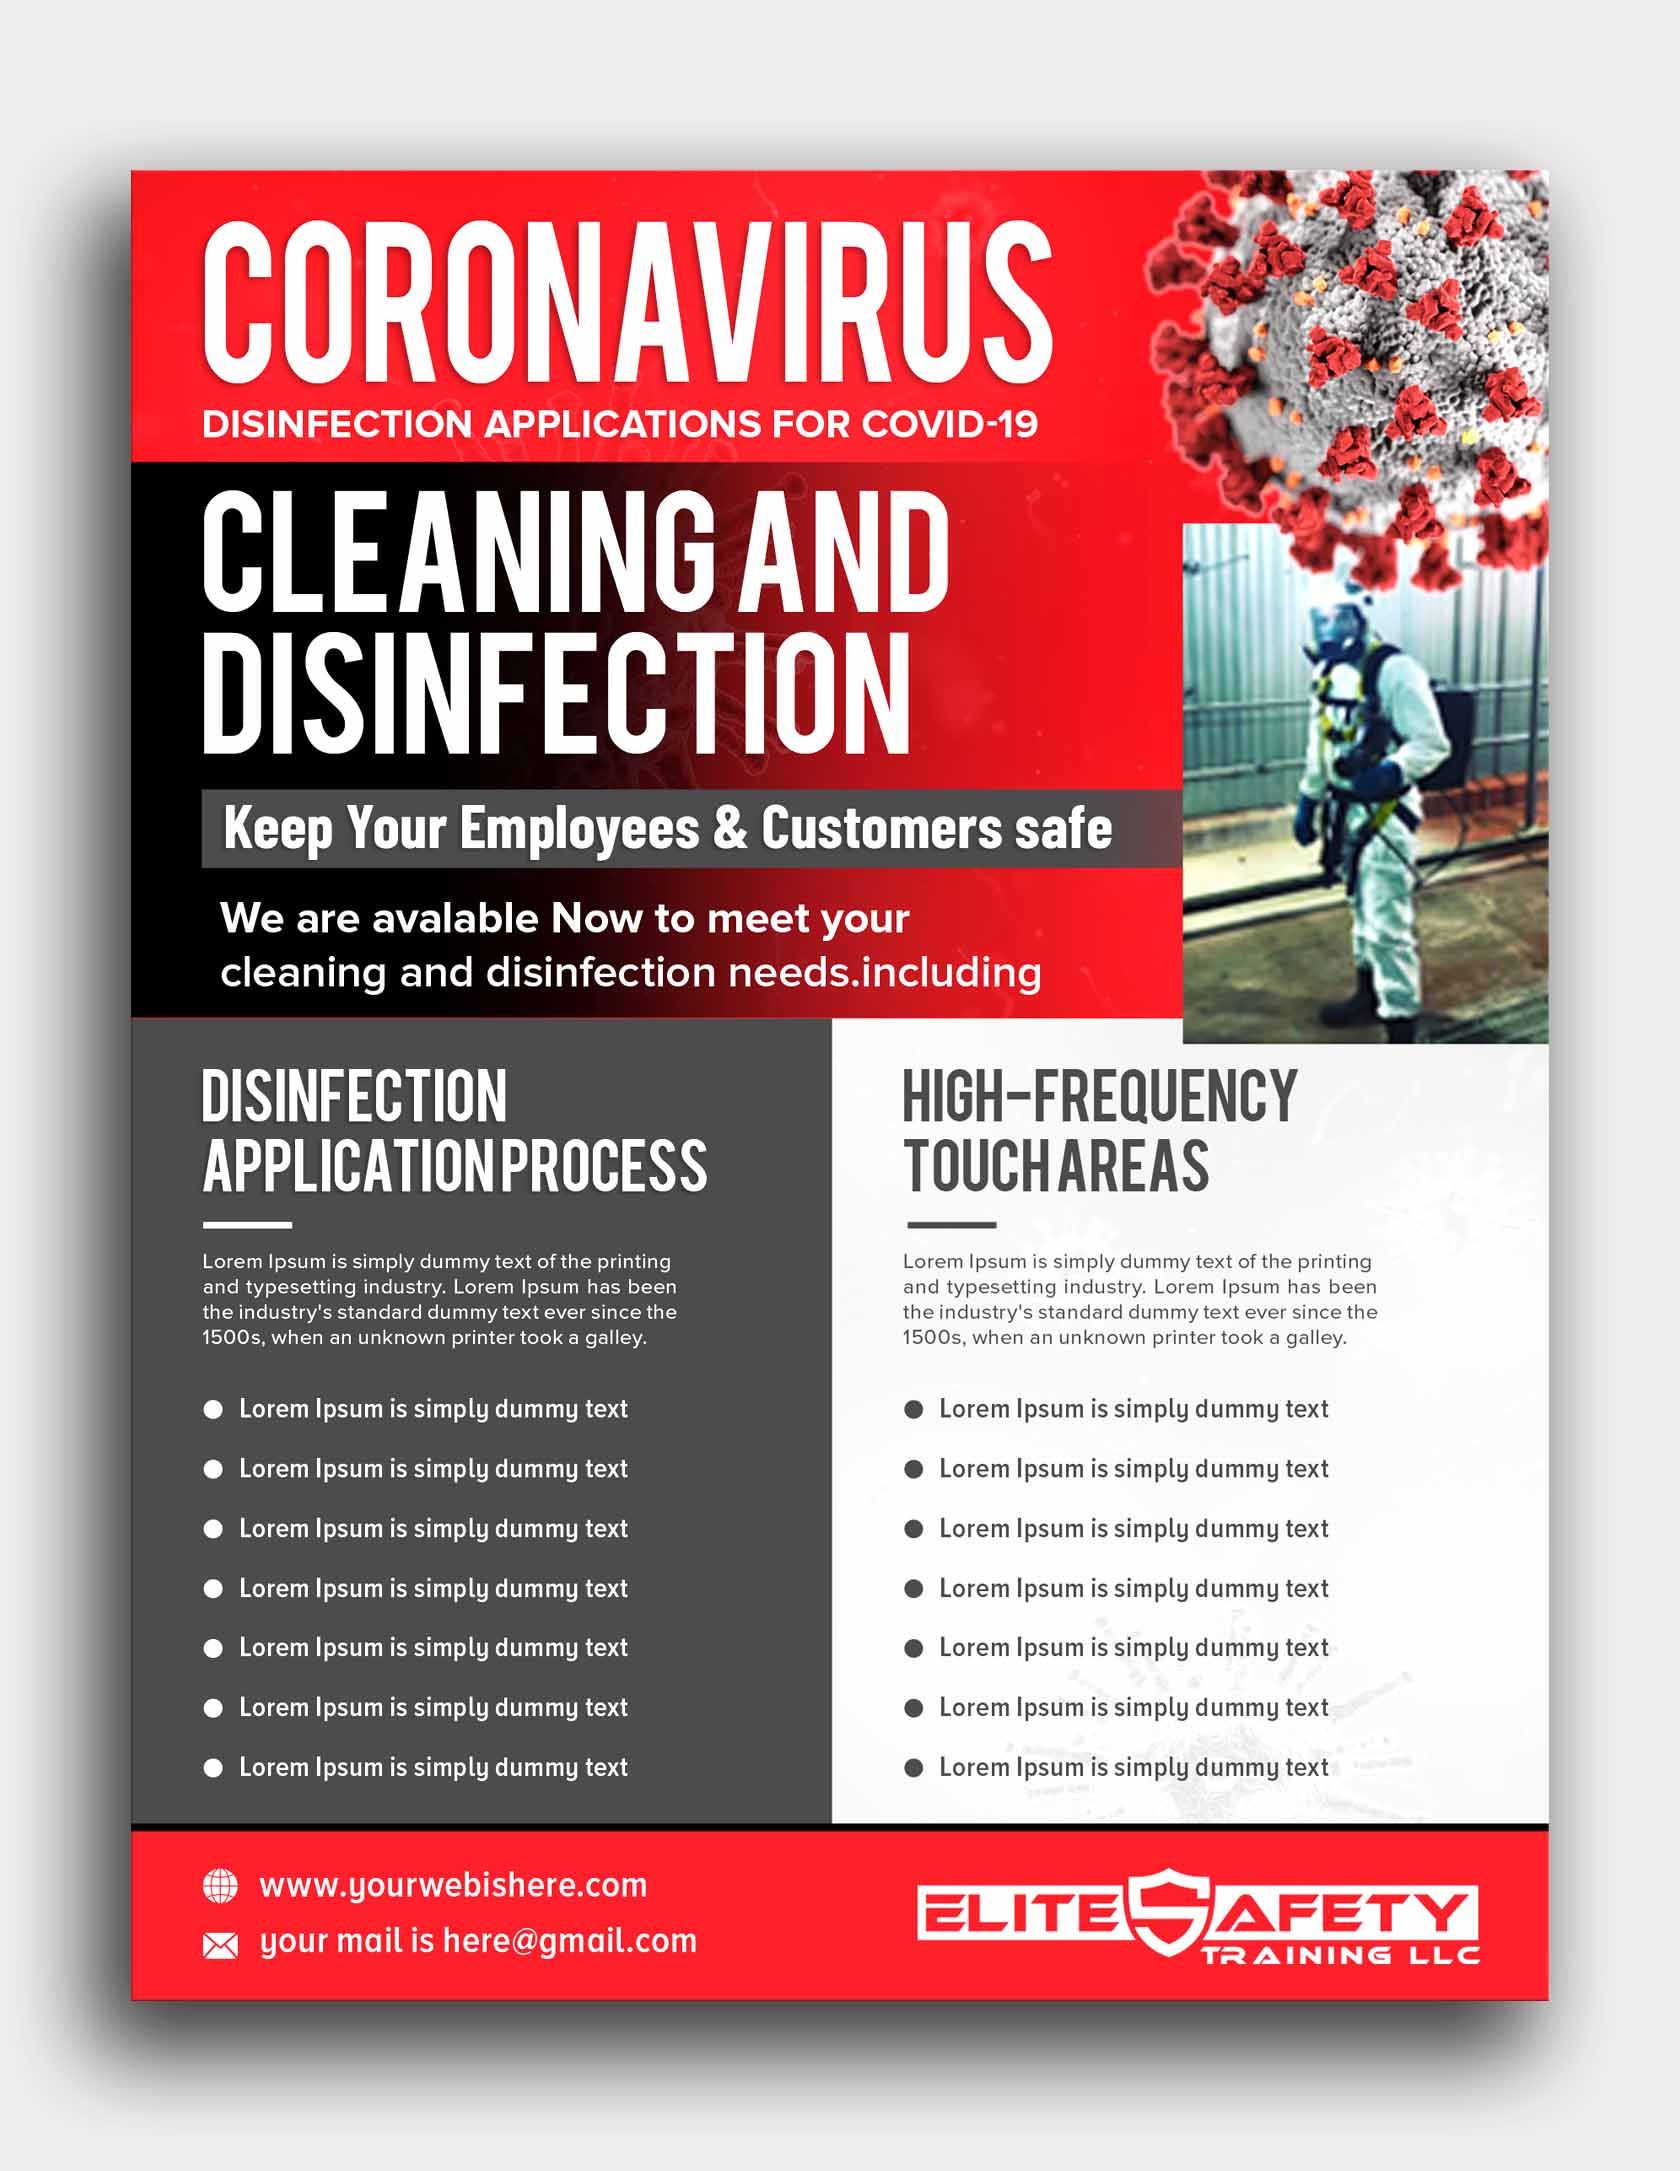 CORONAVIRUS
DISINFECTION APPLICATIONS FOR COVID-19
CLEANING AND
DISINFECTION
Keep Your Employees & Customers safe
We are avalable Now to meet your
cleaning and disinfection needs.including
DISINFECTION
APPLICATION PROCESS
Lorem Ipsum is simply dummy text of the printing
and typesetting industry. Lorem Ipsum has been
the industry's standard dummy text ever since the
1500s, when an unknown printer took a galley.
Lorem Ipsum is simply dummy text
Lorem Ipsum is simply dummy text
Lorem Ipsum is simply dummy text
Lorem Ipsum is simply dummy text
Lorem Ipsum is simply dummy text
Lorem Ipsum is simply dummy text
Lorem Ipsum is simply dummy text
HIGH-FREQUENCY
TOUCH AREAS
Lorem Ipsum is simply dummy text of the printing
and typesetting industry. Lorem Ipsum has been
the industry's standard dummy text ever since the
1500s, when an unknown printer took a galley.
Lorem Ipsum is simply dummy text
Lorem Ipsum is simply dummy text
Lorem Ipsum is simply dummy text
Lorem Ipsum is simply dummy text
Lorem Ipsum is simply dummy text
Lorem Ipsum is simply dummy text
Lorem Ipsum is simply dummy text
www.yourwebishere.com
your mail is here@gmail.com
ELITE SAFETY
TRAINING LLC